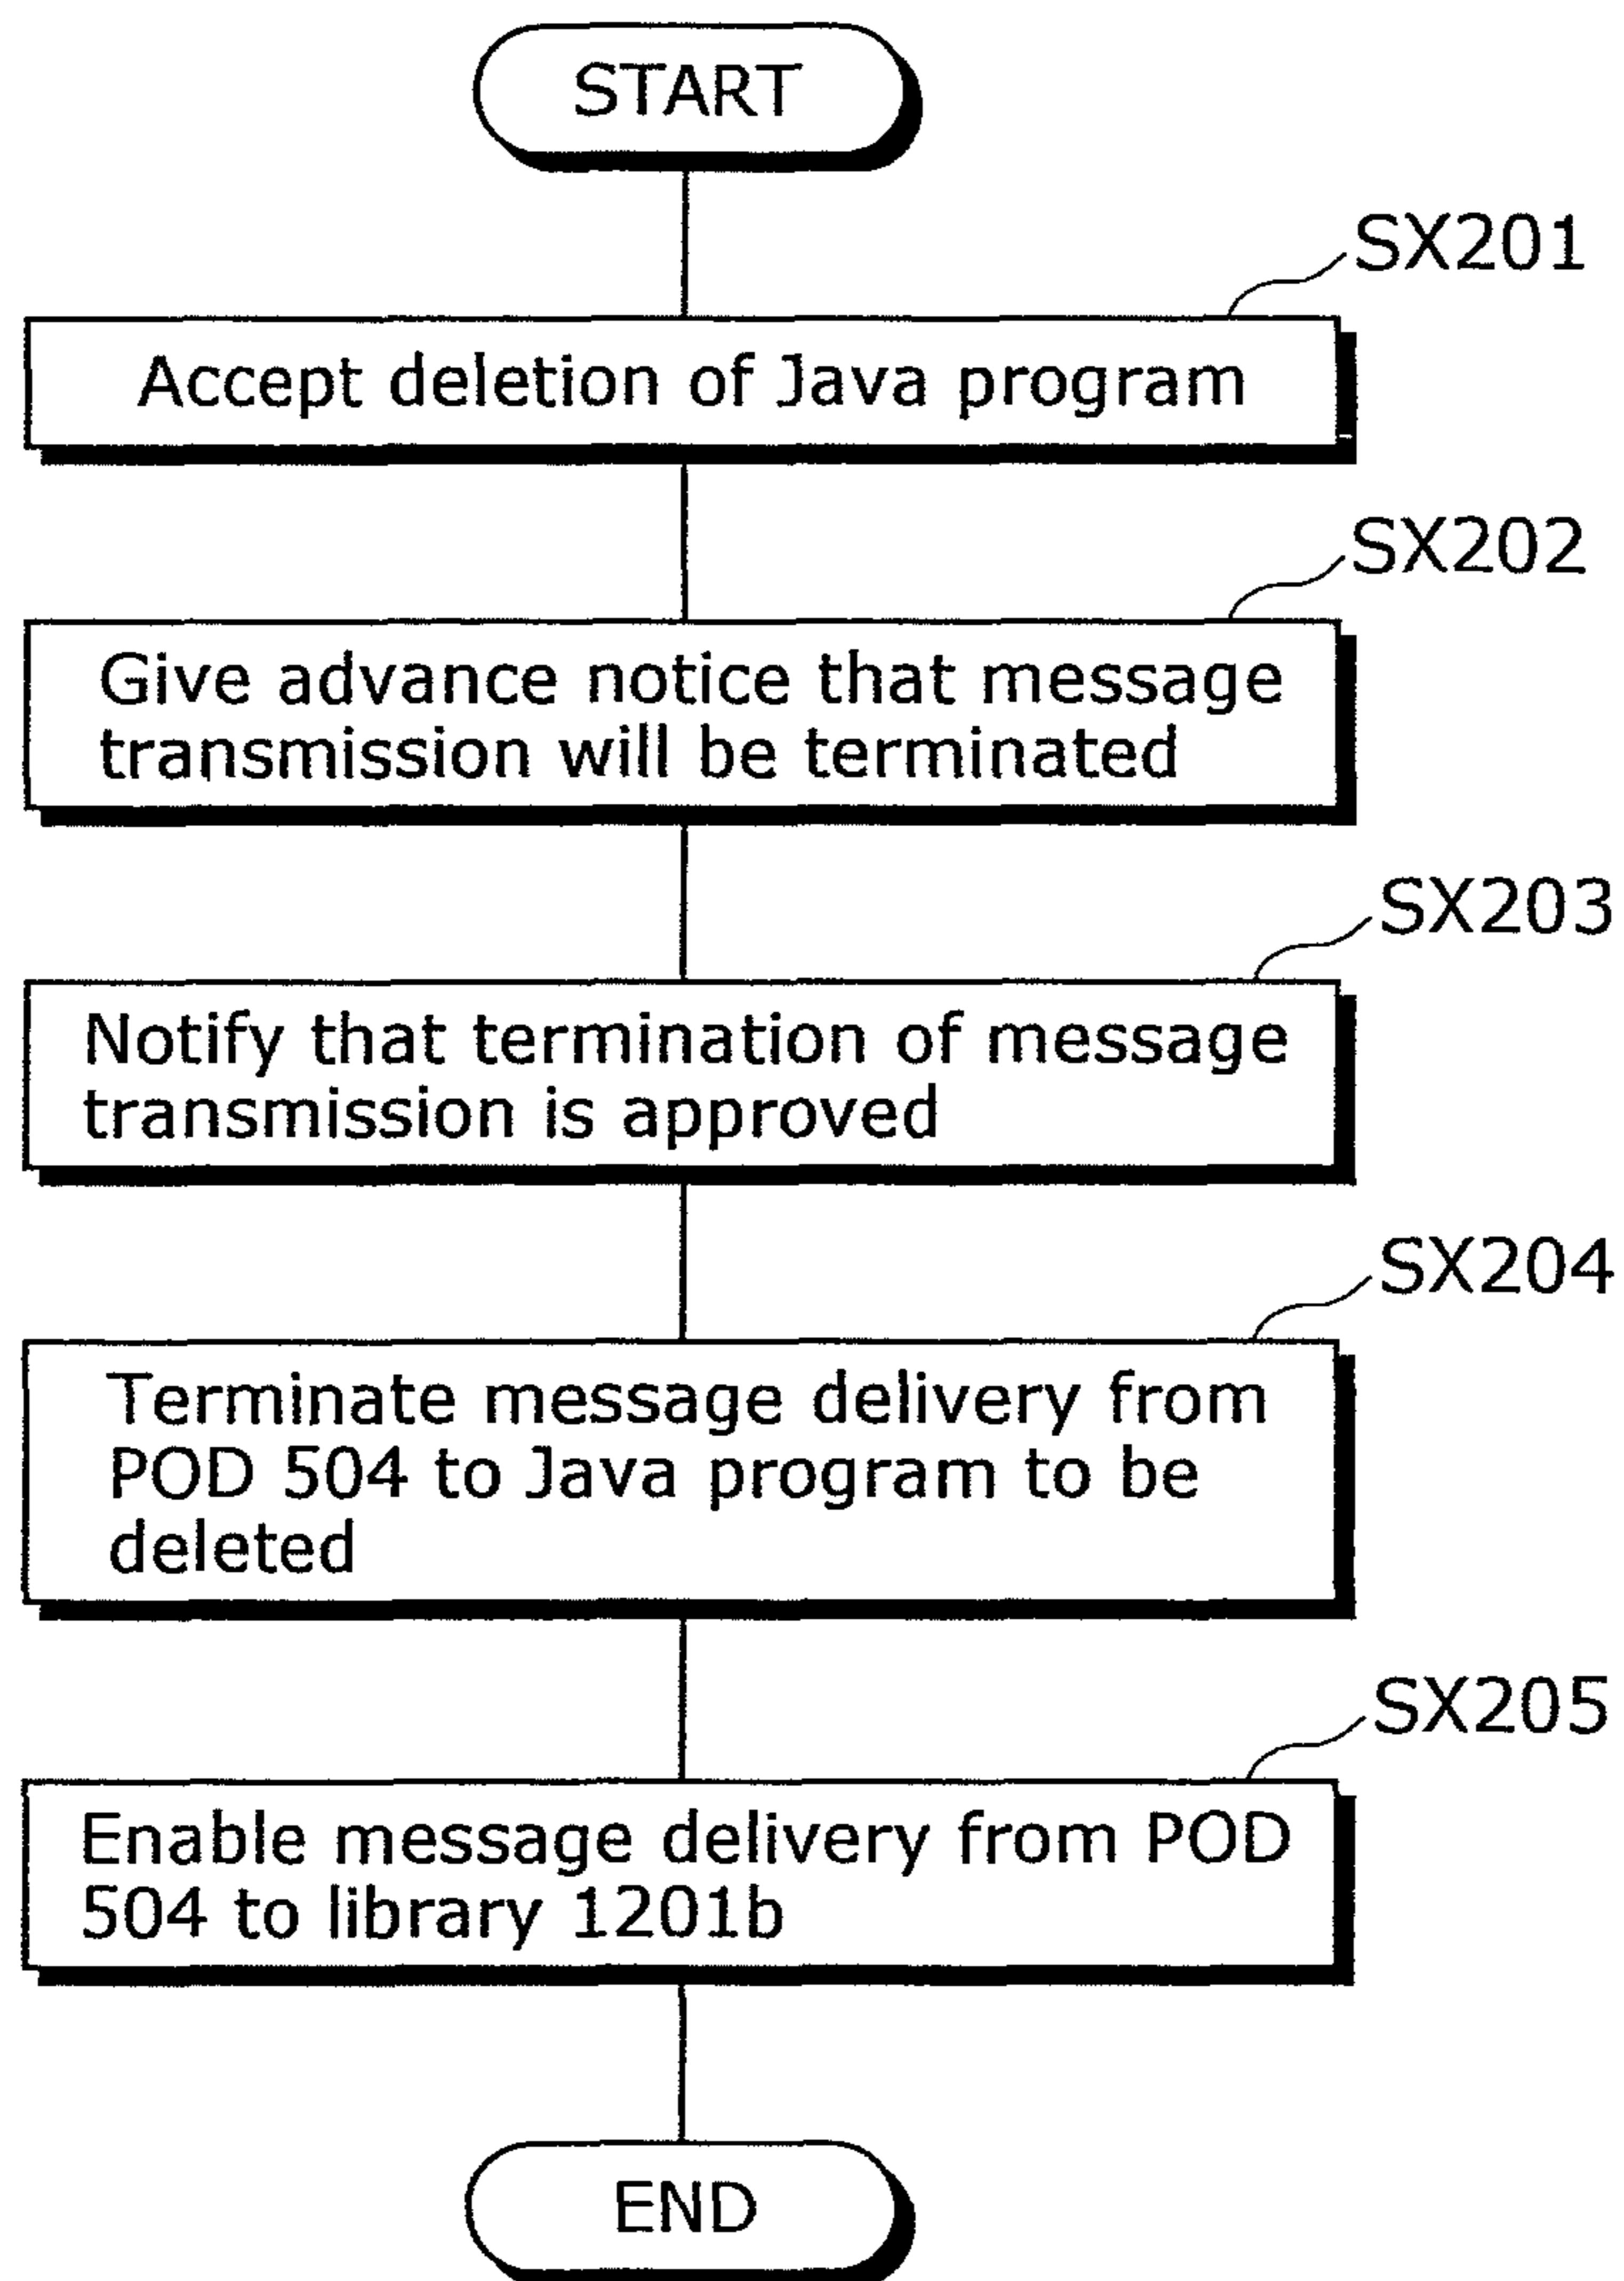 START
SX201
Accept deletion of Java program
SX202
Give advance notice that message
transmission will be terminated
SX203
Notify that termination of message
transmission is approved
SX204
Terminate message delivery from
POD 504 to Java program to be
deleted
SX205
Enable message delivery from POD
504 to library 1201b
END